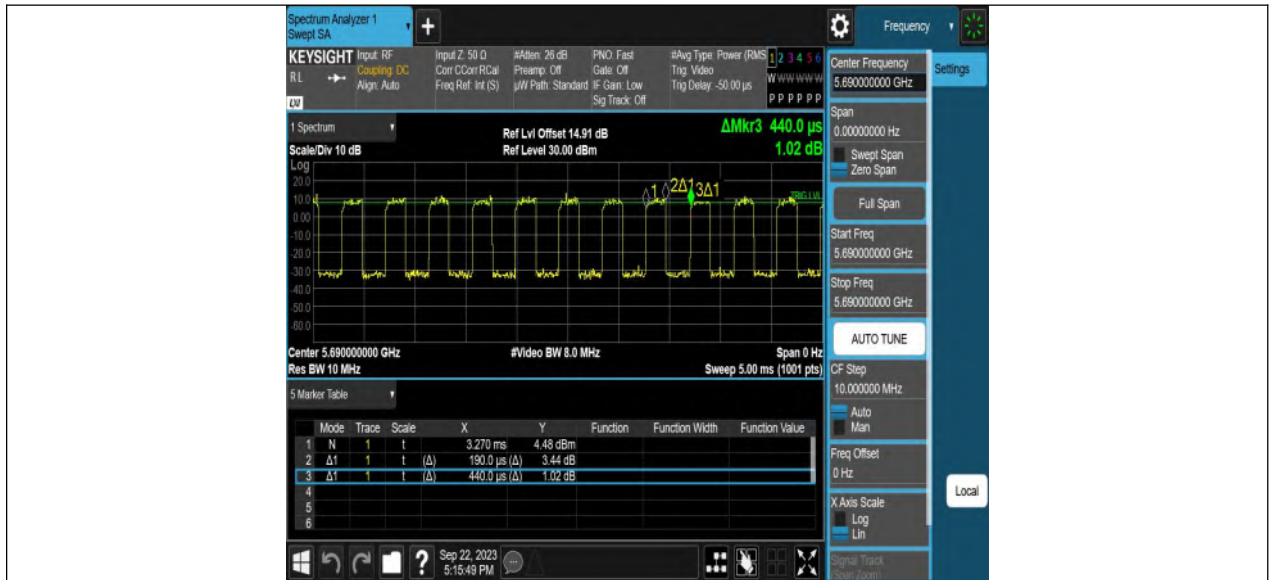 Spectrum Analyzer 1
Swept SA
+
Frequency
KEYSIGHT Input: RF Input Z: 50 Ω #Atten: 26 dB PNO: Fast #Avg Type: Power (RMS 1 2 3 4 5 6
RL Coupling: DC Corr CCorr RCal Preamp: Off Gate: Off Trig: Video W W W W W W
Align: Auto Freq Ref: Int (S) µW Path: Standard IF Gain: Low Trig Delay: -50.00 µs
LXI Sig Track: Off P P P P P P
1 Spectrum
Ref Lvl Offset 14.91 dB ΔMkr3 440.0 µs
Scale/Div 10 dB Ref Level 30.00 dBm 1.02 dB
Log
20.0
10.0
0.00
-10.0
-20.0
-30.0
-40.0
-50.0
-60.0
1 2Δ1 3Δ1
TRIG LVL
Center 5.690000000 GHz #Video BW 8.0 MHz Span 0 Hz
Res BW 10 MHz Sweep 5.00 ms (1001 pts)
5 Marker Table
Mode Trace Scale X Y Function Function Width Function Value
1 N 1 t 3.270 ms 4.48 dBm
2 Δ1 1 t (Δ) 190.0 µs (Δ) 3.44 dB
3 Δ1 1 t (Δ) 440.0 µs (Δ) 1.02 dB
4
5
6
?
Sep 22, 2023
5:15:49 PM
Center Frequency
5.690000000 GHz
Settings
Span
0.00000000 Hz
Swept Span
Zero Span
Full Span
Start Freq
5.690000000 GHz
Stop Freq
5.690000000 GHz
AUTO TUNE
CF Step
10.000000 MHz
Auto
Man
Freq Offset
0 Hz
X Axis Scale
Log
Lin
Local
Signal Track
(Span Zoom)